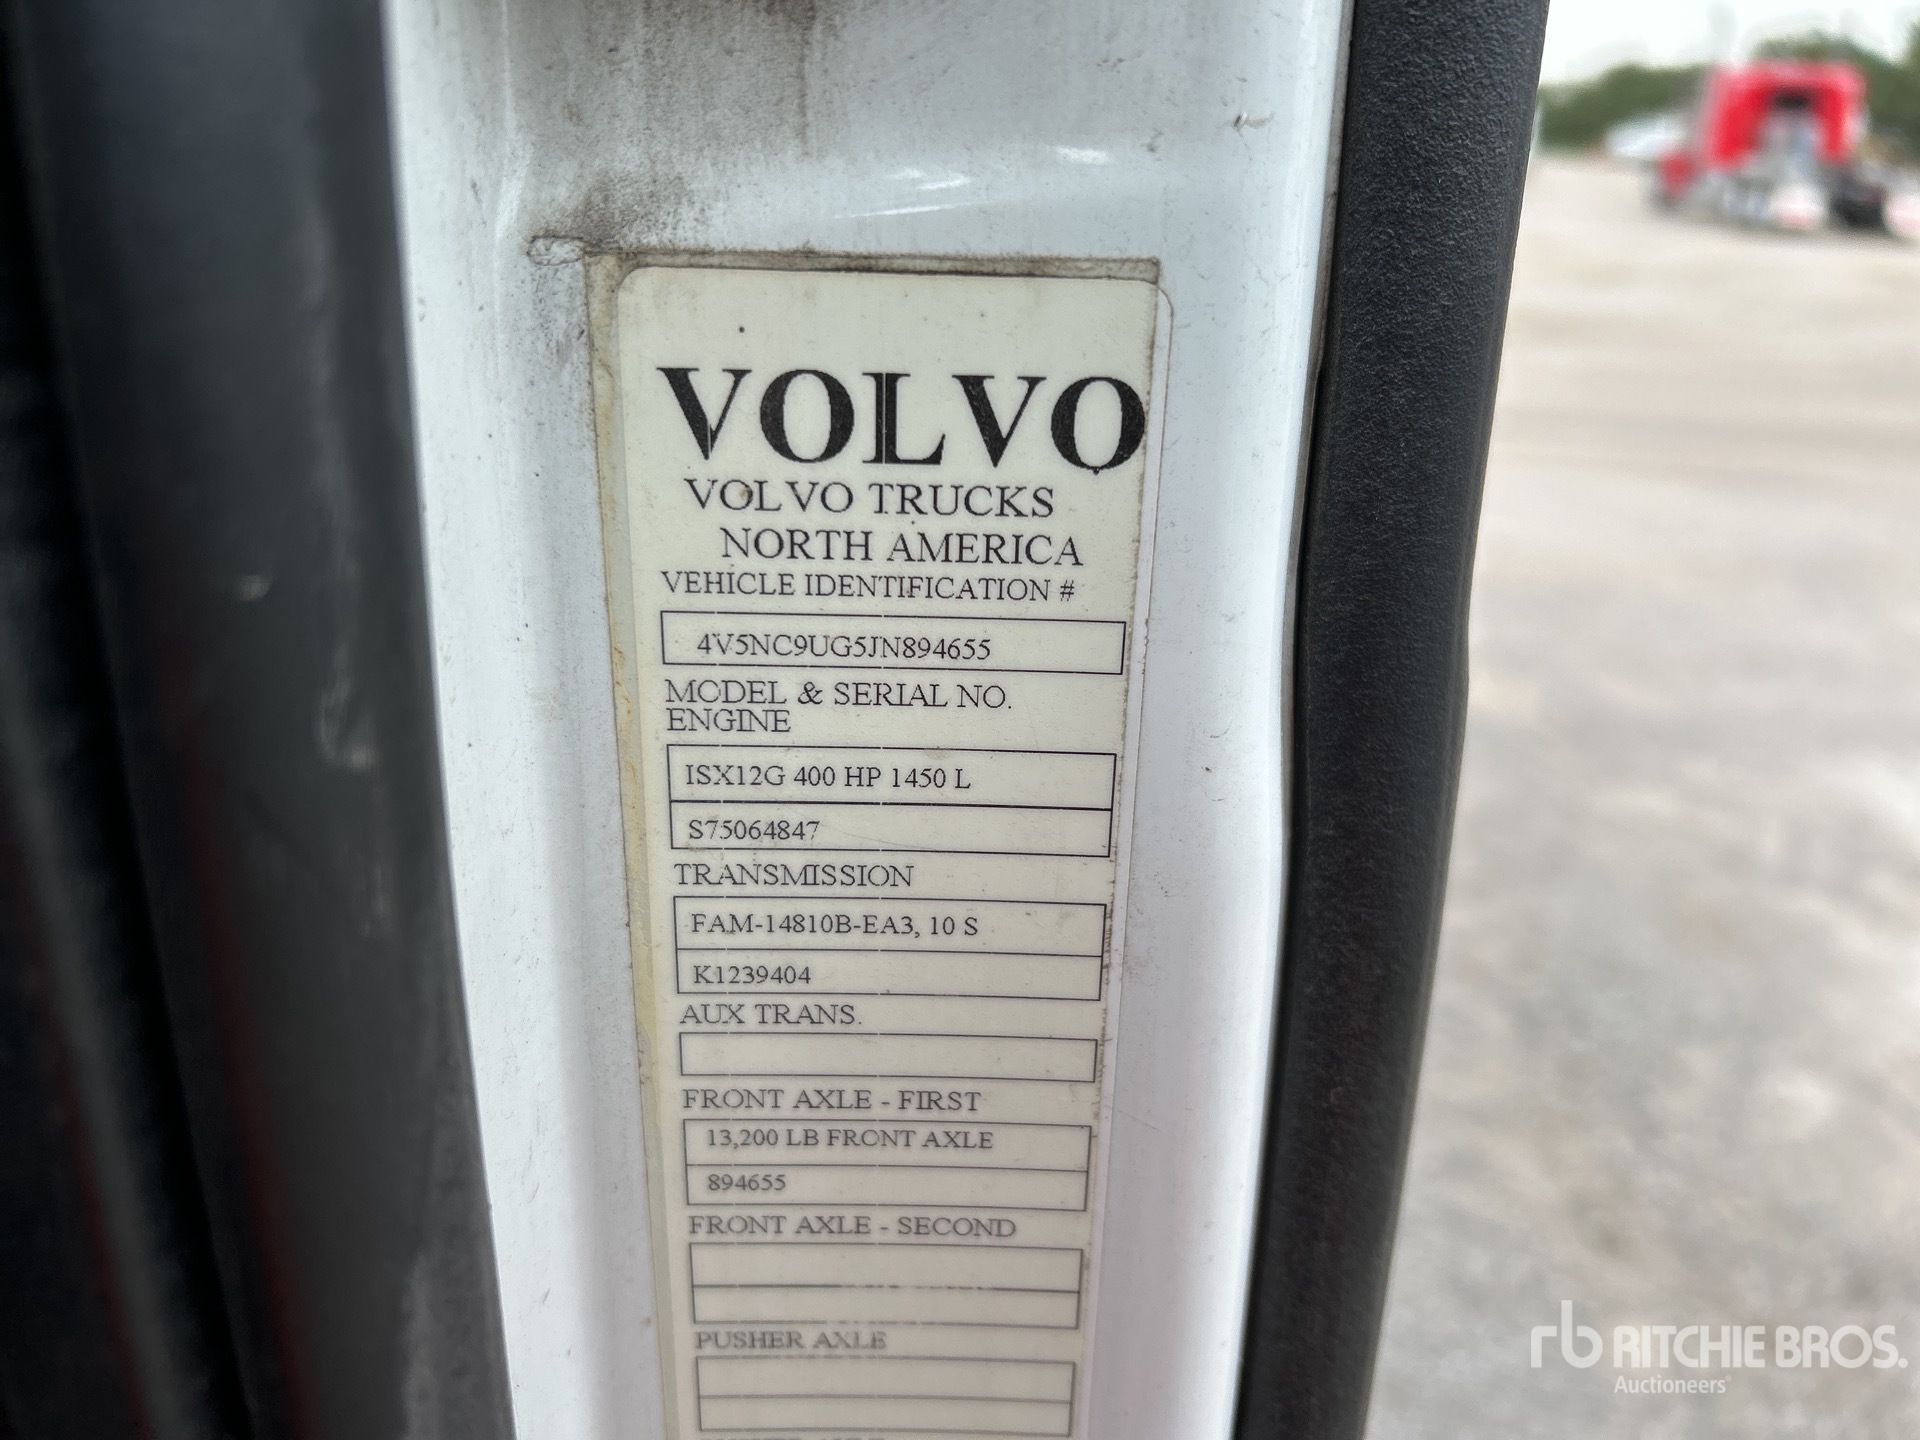 VOLVO
VOLVO TRUCKS
NORTH AMERICA
VEHICLE IDENTIFICATION #
4V5NC9UG5JN894655
MODEL & SERIAL NO.
ENGINE
ISX12G 400 HP 1450 L
S75064847
TRANSMISSION
FAM-14810B-EA3, 10 S
K1239404
AUX TRANS.
FRONT AXLE - FIRST
13,200 LB FRONT AXLE
894655
FRONT AXLE - SECOND
PUSHER AXLE
rb RITCHIE BROS.
Auctioneers